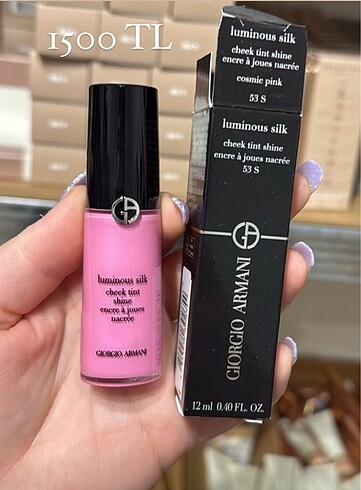 1500 TL
luminous silk
cheek tint shine
encre à joues nacrée
cosmic pink
53 S
luminous silk
cheek tint shine
encre à joues nacrée
53 S
GIORGIO ARMANI
12 ml 0.40 FL. OZ.
luminous silk
cheek tint
shine
encre à joues
nacrée
GIORGIO ARMANI